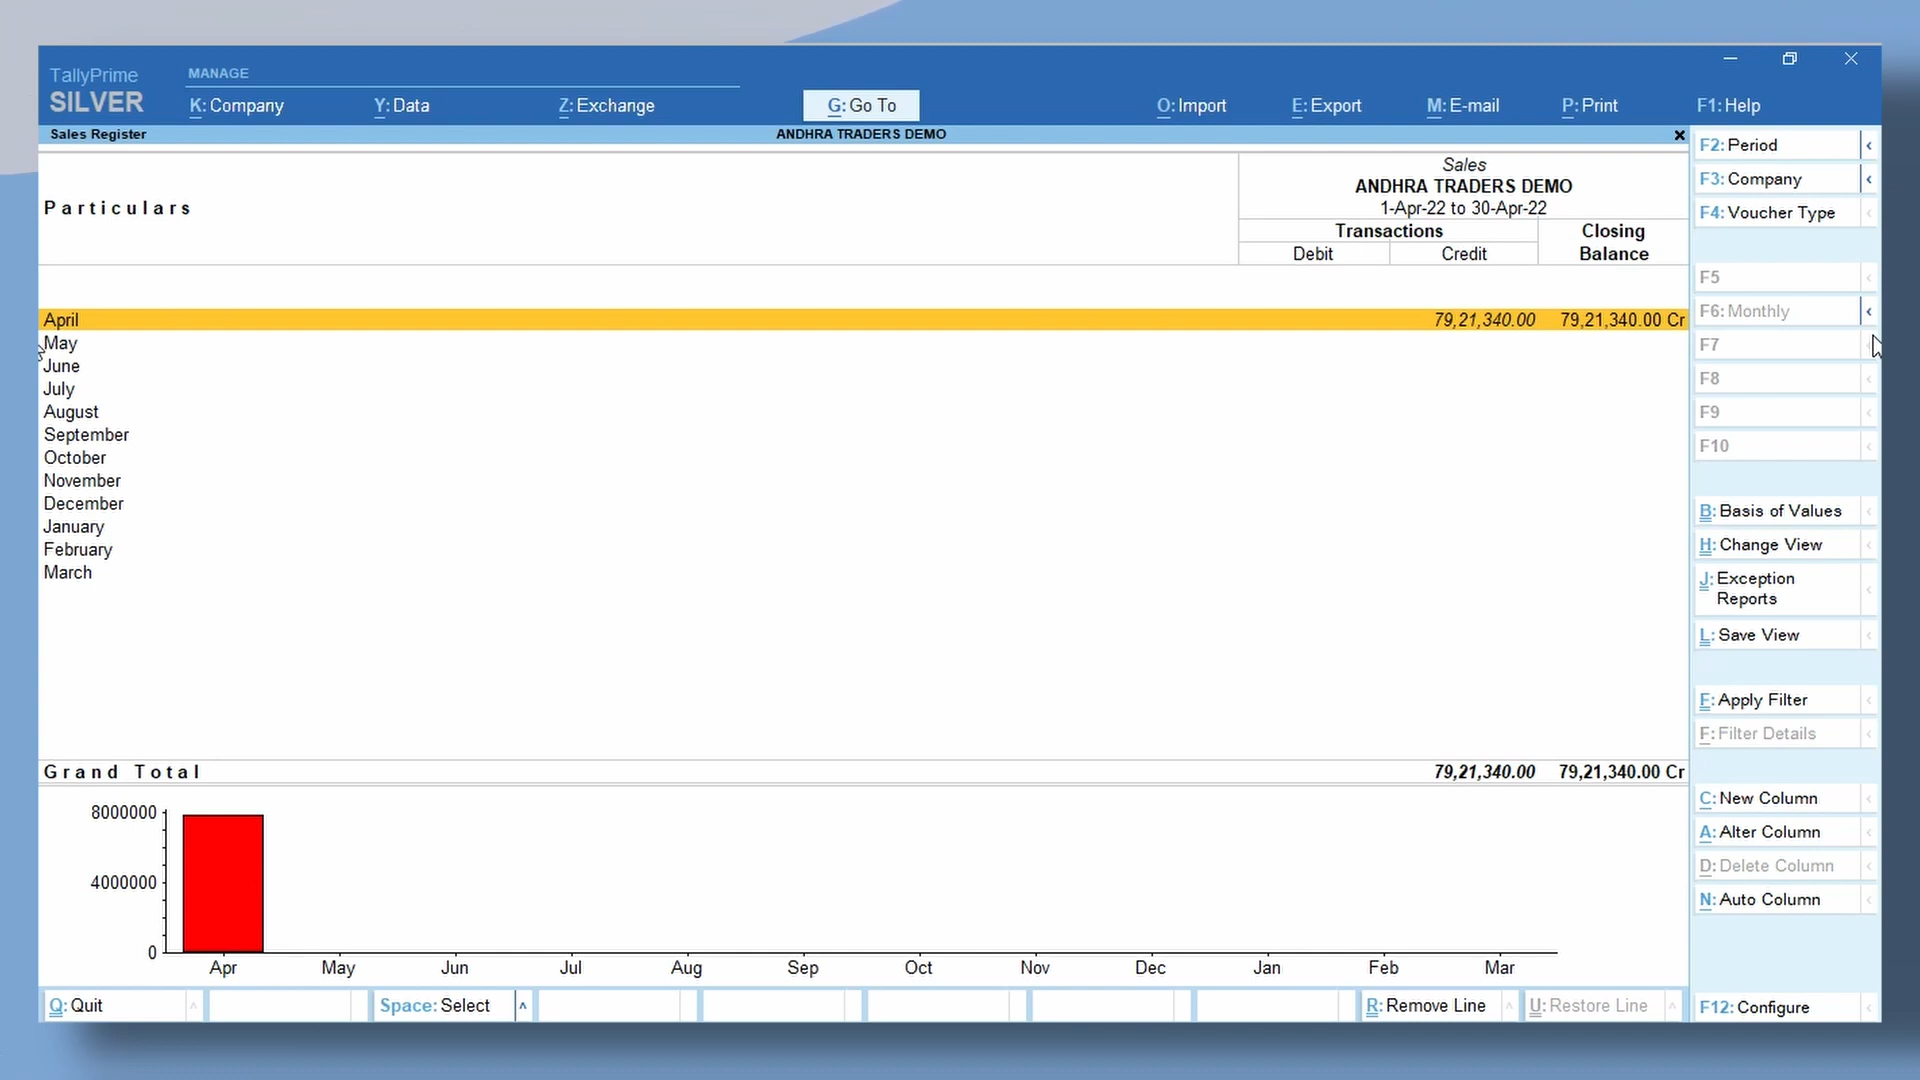 TallyPrime
SILVER
MANAGE
K: Company
Y: Data
Z: Exchange
G: Go To
O: Import
E: Export
M: E-mail
P: Print
F1: Help
Sales Register
ANDHRA TRADERS DEMO
Particulars
Sales
ANDHRA TRADERS DEMO
1-Apr-22 to 30-Apr-22
Transactions
Closing
Debit
Credit
Balance
April 79,21,340.00 79,21,340.00 Cr
May
June
July
August
September
October
November
December
January
February
March
Grand Total 79,21,340.00 79,21,340.00 Cr
8000000
4000000
0
Apr May Jun Jul Aug Sep Oct Nov Dec Jan Feb Mar
F2: Period
F3: Company
F4: Voucher Type
F5
F6: Monthly
F7
F8
F9
F10
B: Basis of Values
H: Change View
J: Exception
Reports
L: Save View
F: Apply Filter
F: Filter Details
C: New Column
A: Alter Column
D: Delete Column
N: Auto Column
F12: Configure
Q: Quit
Space: Select
R: Remove Line
U: Restore Line